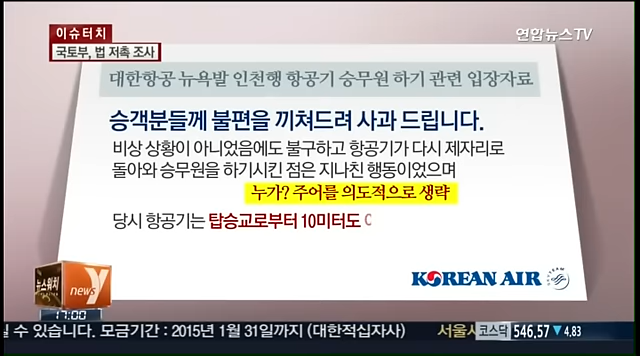 이슈터치
국토부, 법 저촉 조사
연합뉴스TV
대한항공 뉴욕발 인천행 항공기 승무원 하기 관련 입장자료
승객분들께 불편을 끼쳐드려 사과 드립니다.
비상 상황이 아니었음에도 불구하고 항공기가 다시 제자리로
돌아와 승무원을 하기시킨 점은 지나친 행동이었으며
누가? 주어를 의도적으로 생략
당시 항공기는 탑승교로부터 10미터도
KOREAN AIR
SKYTEAM
뉴스워치
news Y
17:00
릴 수 있습니다. 모금기간 : 2015년 1월 31일까지 (대한적십자사) 서울시
코스닥 546.57 ▼4.83